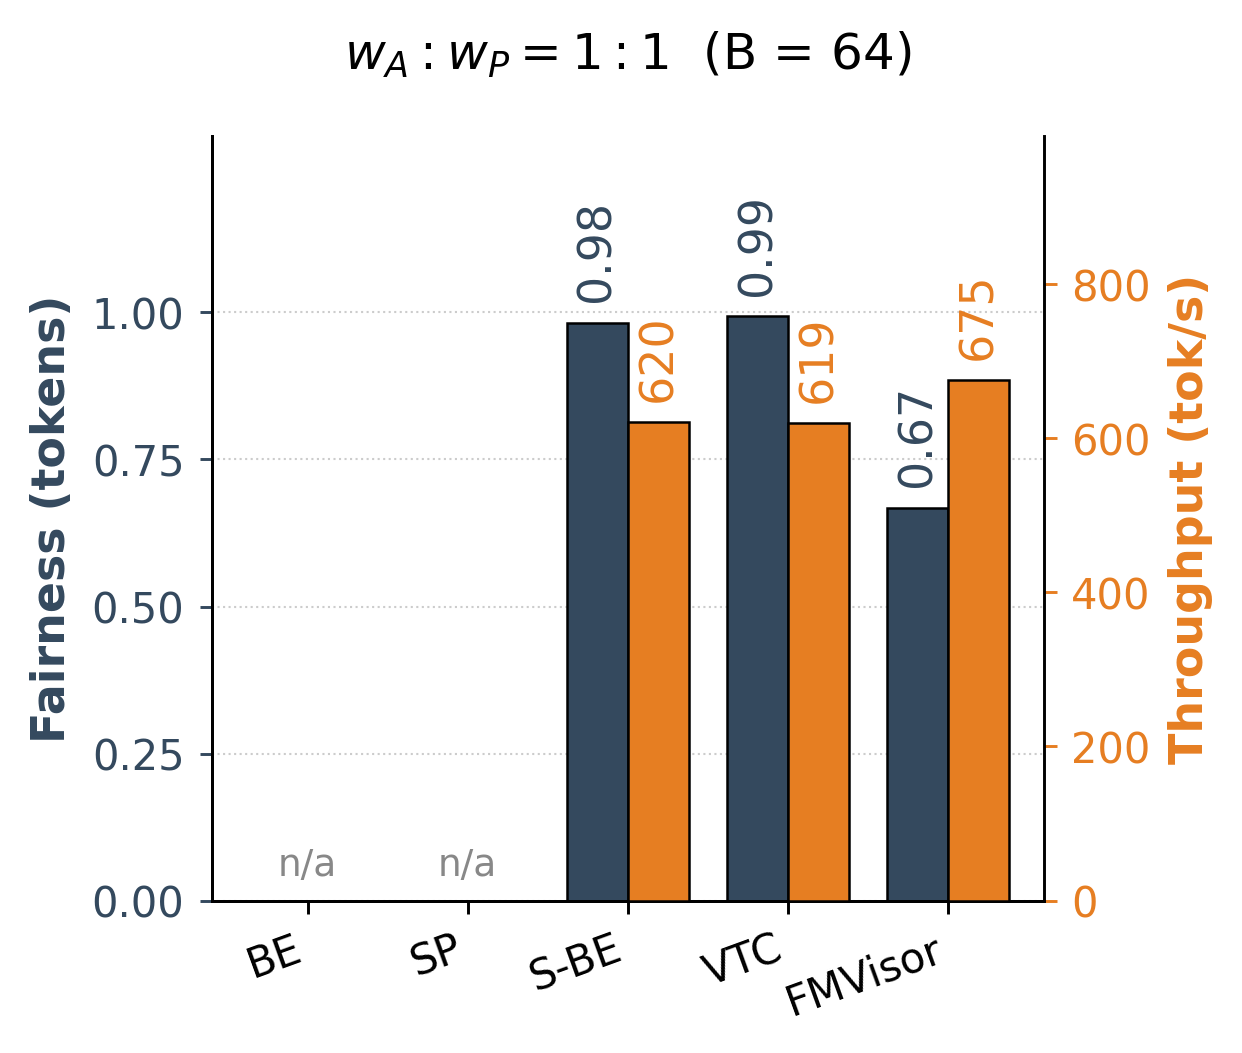 w_A : w_P = 1 : 1 (B = 64)
Fairness (tokens)
1.00
0.75
0.50
0.25
0.00
0.98
620
0.99
619
0.67
675
n/a
n/a
800
600
400
200
0
Throughput (tok/s)
BE
SP
S-BE
VTC
FMVisor